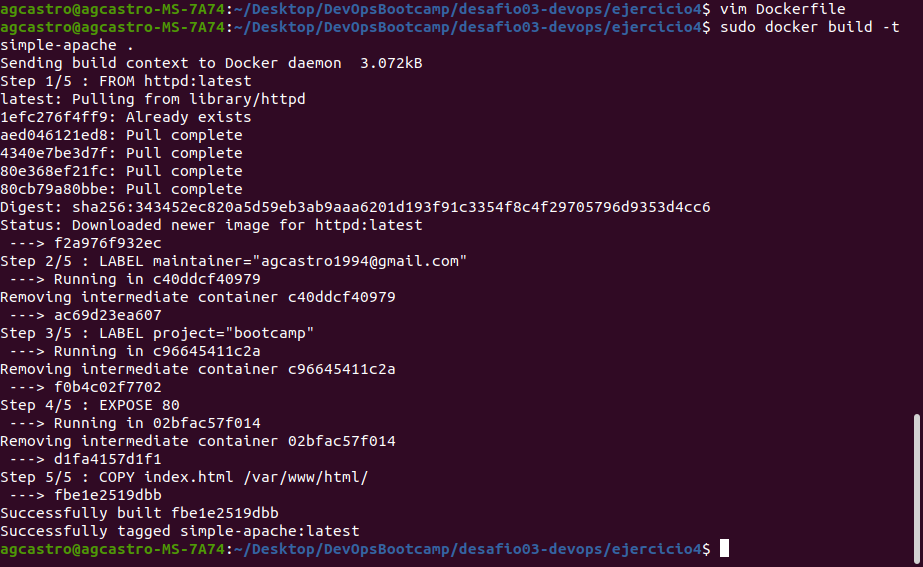 agcastro@agcastro-MS-7A74:~/Desktop/DevOpsBootcamp/desafio03-devops/ejercicio4$ vim Dockerfile
agcastro@agcastro-MS-7A74:~/Desktop/DevOpsBootcamp/desafio03-devops/ejercicio4$ sudo docker build -t
simple-apache .
Sending build context to Docker daemon  3.072kB
Step 1/5 : FROM httpd:latest
latest: Pulling from library/httpd
1efc276f4ff9: Already exists
aed046121ed8: Pull complete
4340e7be3d7f: Pull complete
80e368ef21fc: Pull complete
80cb79a80bbe: Pull complete
Digest: sha256:343452ec820a5d59eb3ab9aaa6201d193f91c3354f8c4f29705796d9353d4cc6
Status: Downloaded newer image for httpd:latest
 ---> f2a976f932ec
Step 2/5 : LABEL maintainer="agcastro1994@gmail.com"
 ---> Running in c40ddcf40979
Removing intermediate container c40ddcf40979
 ---> ac69d23ea607
Step 3/5 : LABEL project="bootcamp"
 ---> Running in c96645411c2a
Removing intermediate container c96645411c2a
 ---> f0b4c02f7702
Step 4/5 : EXPOSE 80
 ---> Running in 02bfac57f014
Removing intermediate container 02bfac57f014
 ---> d1fa4157d1f1
Step 5/5 : COPY index.html /var/www/html/
 ---> fbe1e2519dbb
Successfully built fbe1e2519dbb
Successfully tagged simple-apache:latest
agcastro@agcastro-MS-7A74:~/Desktop/DevOpsBootcamp/desafio03-devops/ejercicio4$